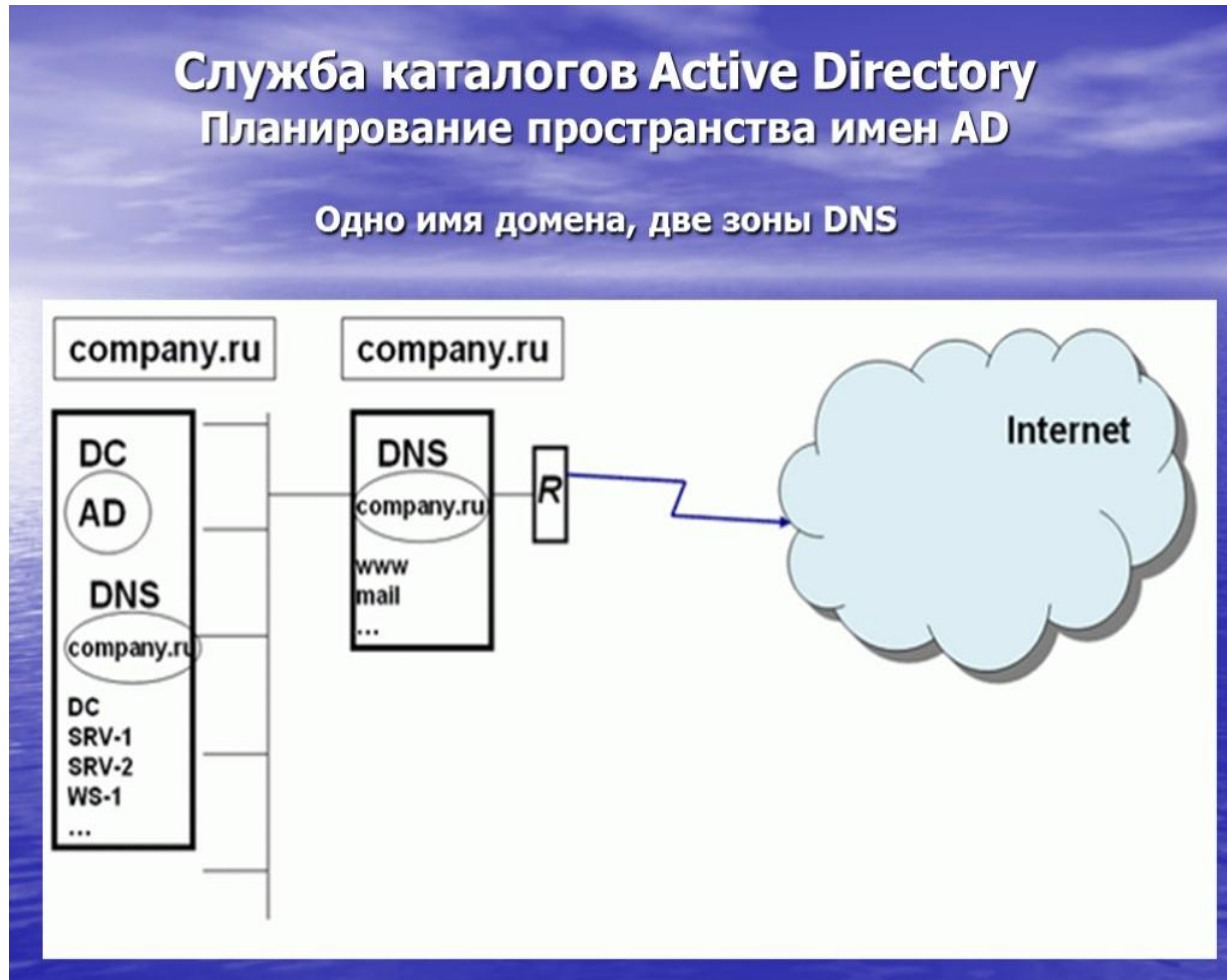 Служба каталогов Active Directory
Планирование пространства имен AD
Одно имя домена, две зоны DNS
company.ru
DC
AD
DNS
company.ru
DC
SRV-1
SRV-2
WS-1
...
company.ru
DNS
company.ru
www
mail
...
R
Internet